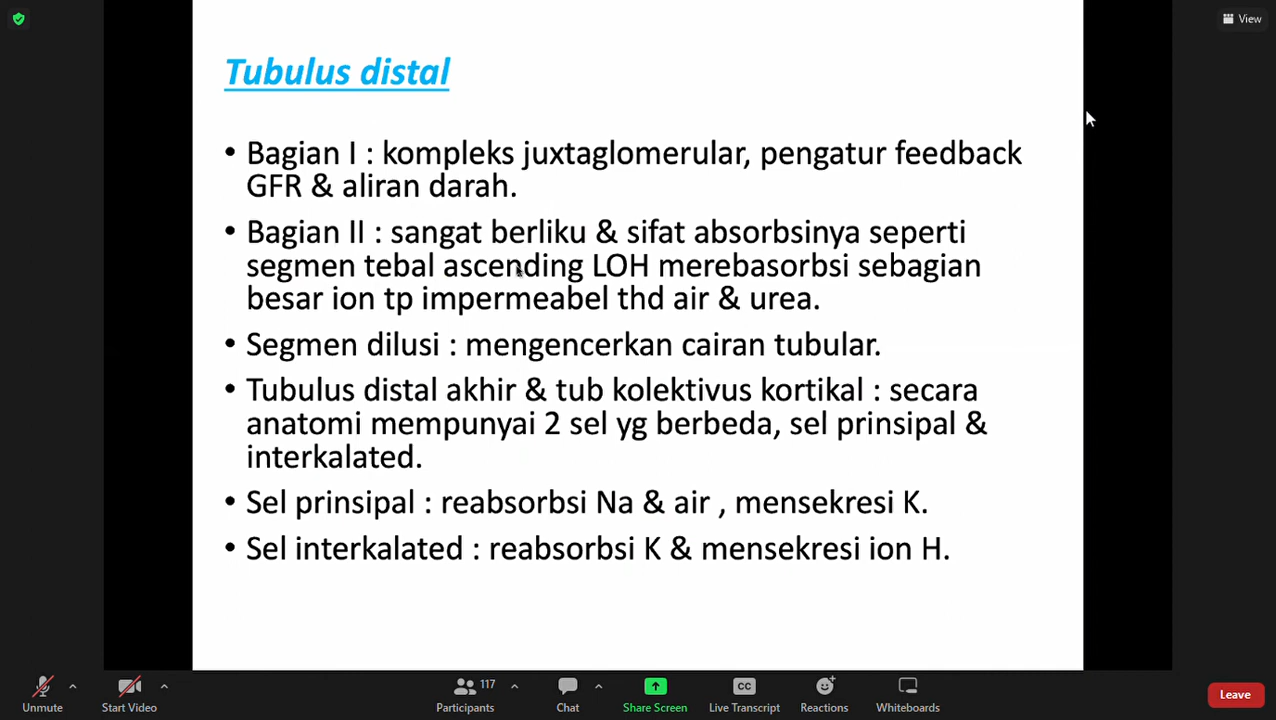 View
Tubulus distal
• Bagian I : kompleks juxtaglomerular, pengatur feedback
GFR & aliran darah.
• Bagian II : sangat berliku & sifat absorbsinya seperti
segmen tebal ascending LOH merebasorbsi sebagian
besar ion tp impermeabel thd air & urea.
• Segmen dilusi : mengencerkan cairan tubular.
• Tubulus distal akhir & tub kolektivus kortikal : secara
anatomi mempunyai 2 sel yg berbeda, sel prinsipal &
interkalated.
• Sel prinsipal : reabsorbsi Na & air , mensekresi K.
• Sel interkalated : reabsorbsi K & mensekresi ion H.
117
CC
Unmute Start Video Participants Chat Share Screen Live Transcript Reactions Whiteboards Leave